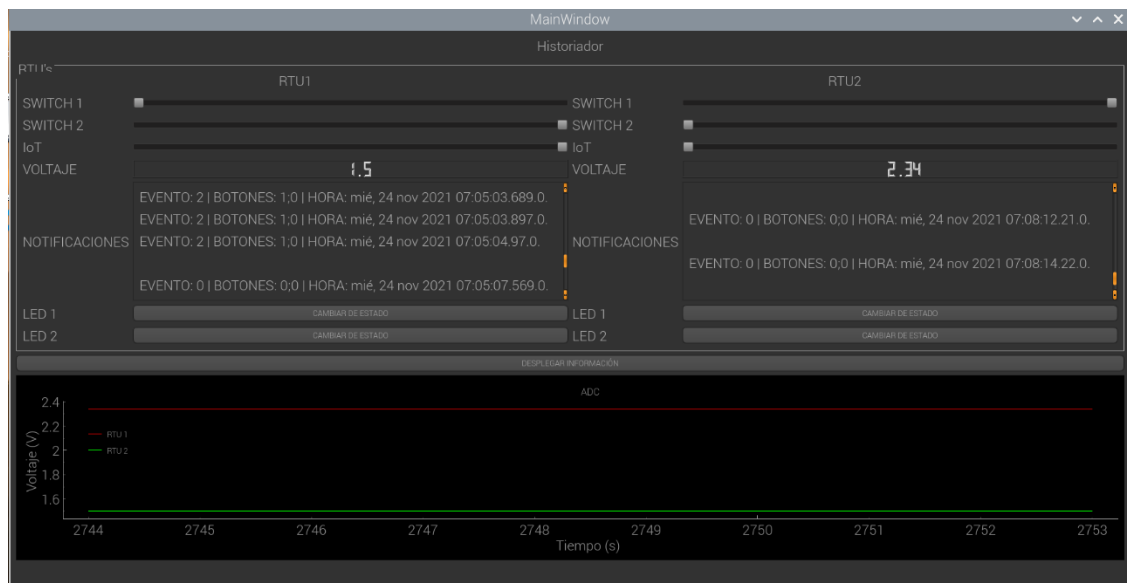 MainWindow
Historiador
RTU's
RTU1
RTU2
SWITCH 1
SWITCH 1
SWITCH 2
SWITCH 2
IoT
IoT
VOLTAJE
1.5
VOLTAJE
2.34
NOTIFICACIONES
EVENTO: 2 | BOTONES: 1;0 | HORA: mié, 24 nov 2021 07:05:03.689.0.
EVENTO: 2 | BOTONES: 1;0 | HORA: mié, 24 nov 2021 07:05:03.897.0.
EVENTO: 2 | BOTONES: 1;0 | HORA: mié, 24 nov 2021 07:05:04.97.0.
EVENTO: 0 | BOTONES: 0;0 | HORA: mié, 24 nov 2021 07:05:07.569.0.
NOTIFICACIONES
EVENTO: 0 | BOTONES: 0;0 | HORA: mié, 24 nov 2021 07:08:12.21.0.
EVENTO: 0 | BOTONES: 0;0 | HORA: mié, 24 nov 2021 07:08:14.22.0.
LED 1
CAMBIAR DE ESTADO
LED 1
CAMBIAR DE ESTADO
LED 2
CAMBIAR DE ESTADO
LED 2
CAMBIAR DE ESTADO
DESPLEGAR INFORMACIÓN
ADC
Voltaje (V)
2.4
2.2
2
1.8
1.6
RTU 1
RTU 2
2744 2745 2746 2747 2748 2749 2750 2751 2752 2753
Tiempo (s)